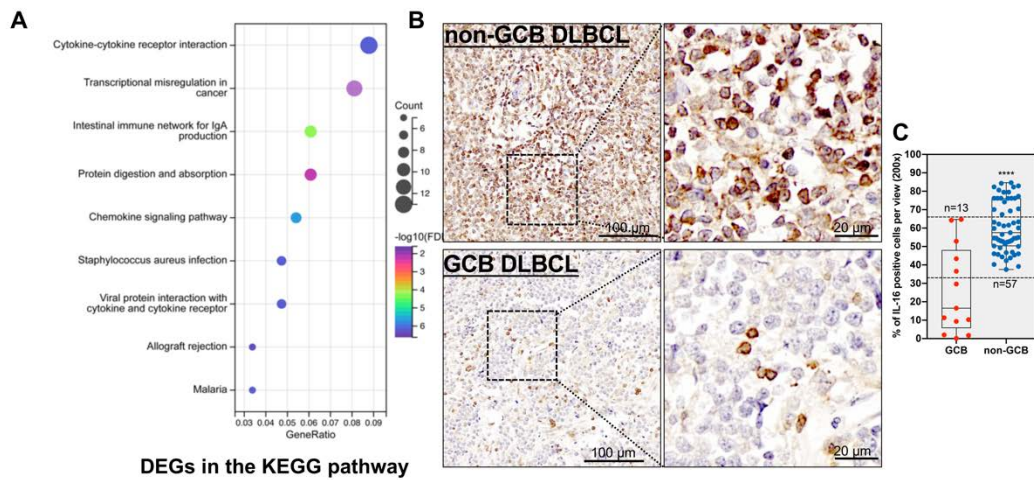 A
Cytokine-cytokine receptor interaction
Transcriptional misregulation in
cancer
Intestinal immune network for IgA
production
Protein digestion and absorption
Chemokine signaling pathway
Staphylococcus aureus infection
Viral protein interaction with
cytokine and cytokine receptor
Allograft rejection
Malaria
0.03 0.04 0.05 0.06 0.07 0.08 0.09
GeneRatio
DEGs in the KEGG pathway
Count
6
8
10
12
-log10(FD
-1
-2
-3
-4
-5
-6
B
non-GCB DLBCL
100 µm
20 µm
GCB DLBCL
100 µm
20 µm
C
% of IL-16 positive cells per view (200x)
100
90
80
70
60
50
40
30
20
10
0
n=13
****
n=57
GCB non-GCB